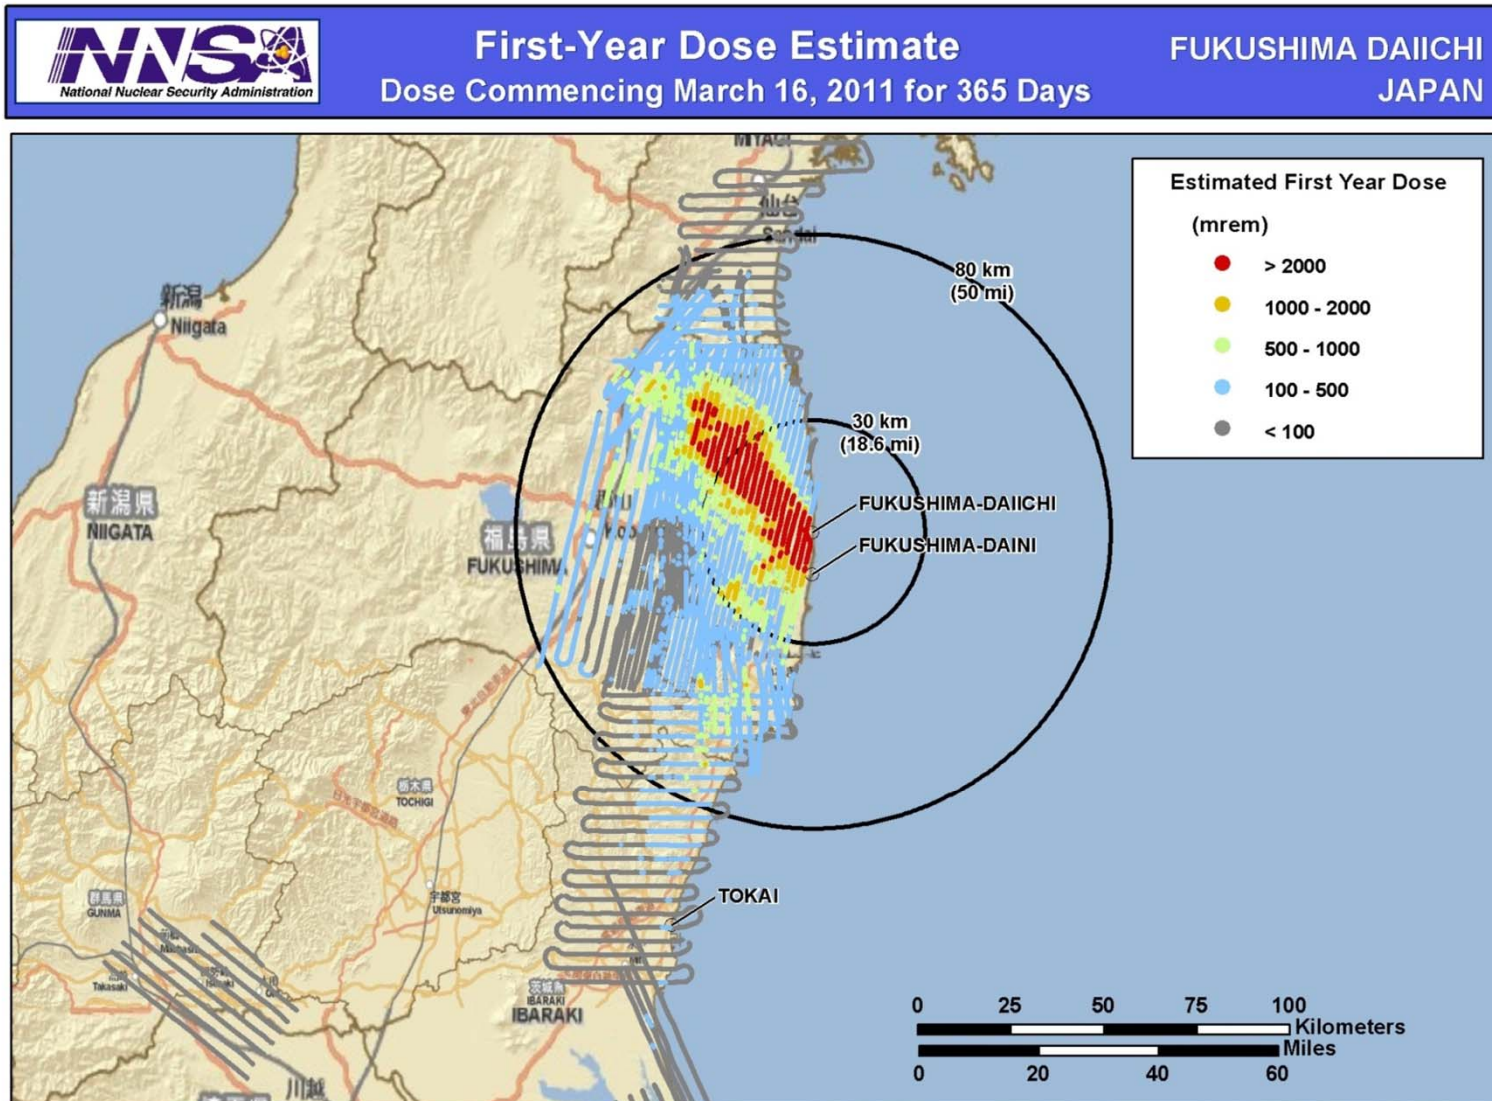 NNSA
National Nuclear Security Administration
First-Year Dose Estimate
Dose Commencing March 16, 2011 for 365 Days
FUKUSHIMA DAIICHI
JAPAN
MIYAGI
仙台
Sendai
Estimated First Year Dose
(mrem)
> 2000
1000 - 2000
500 - 1000
100 - 500
< 100
80 km
(50 mi)
新潟
Niigata
30 km
(18.6 mi)
新潟県
NIIGATA
福島県
FUKUSHIMA
FUKUSHIMA-DAIICHI
FUKUSHIMA-DAINI
栃木県
TOCHIGI
宇都宮
Utsunomiya
群馬県
GUNMA
Takasaki
TOKAI
茨城県
IBARAKI
IBARAKI
川越
0 25 50 75 100
Kilometers
Miles
0 20 40 60